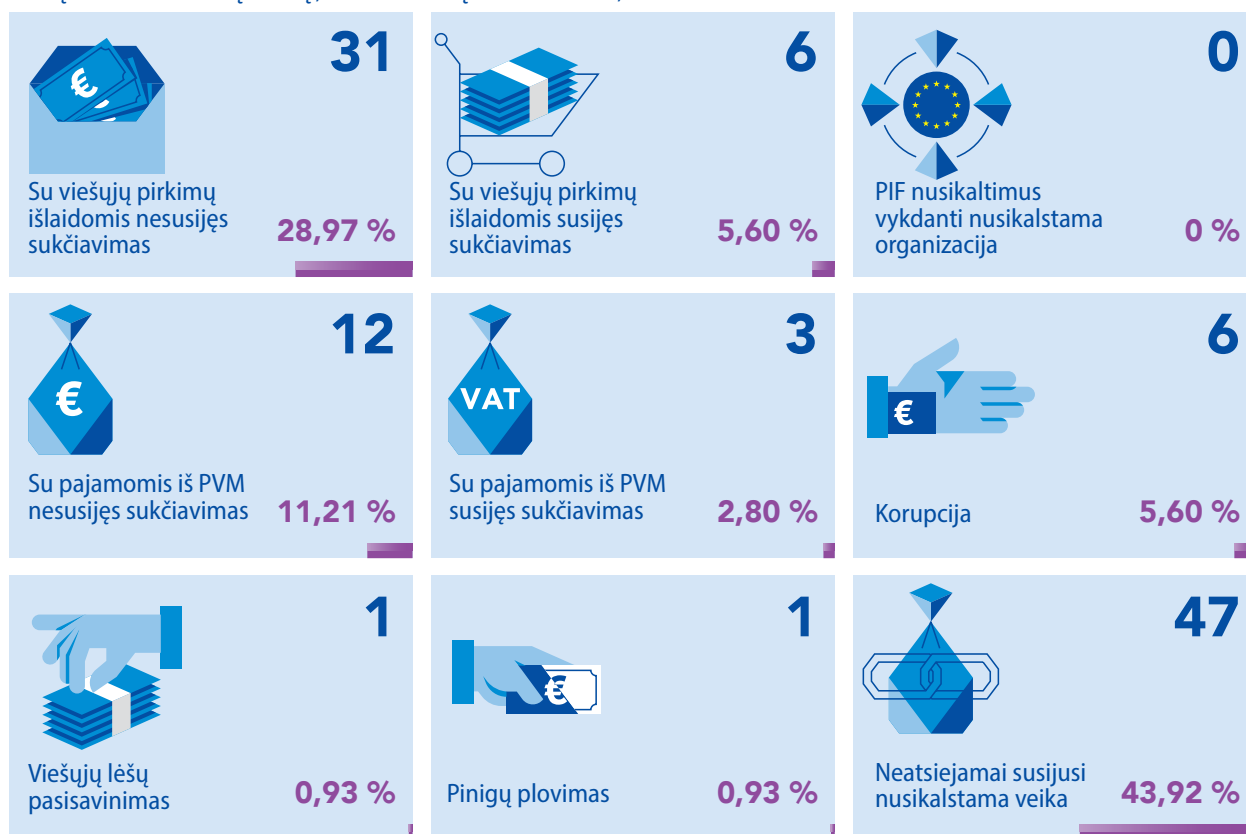 31
€
Su viešųjų pirkimų
išlaidomis nesusijęs
sukčiavimas
28,97 %
6
Su viešųjų pirkimų
išlaidomis susijęs
sukčiavimas
5,60 %
0
PIF nusikaltimus
vykdanti nusikalstama
organizacija
0 %
12
€
Su pajamomis iš PVM
nesusijęs sukčiavimas
11,21 %
3
VAT
Su pajamomis iš PVM
susijęs sukčiavimas
2,80 %
6
€
Korupcija
5,60 %
1
Viešųjų lėšų
pasisavinimas
0,93 %
1
€
Pinigų plovimas
0,93 %
47
Neatsiejamai susijusi
nusikalstama veika
43,92 %